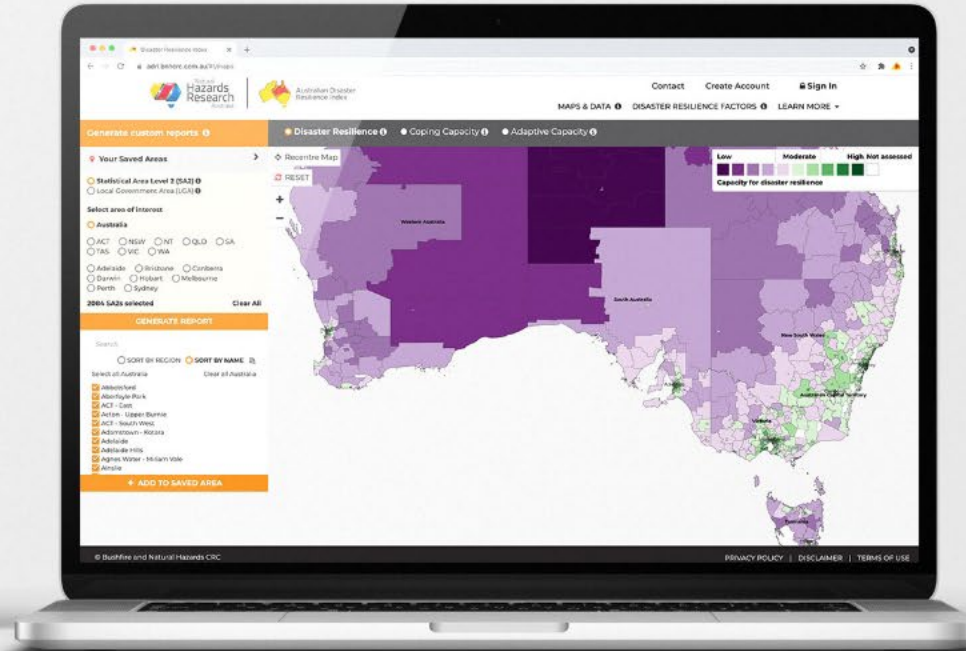 Disaster Resilience Index
adri.bnhcrc.com.au/#!/maps
Natural
Hazards
Research
Australia
Australian Disaster
Resilience Index
Contact
Create Account
Sign In
MAPS & DATA
DISASTER RESILIENCE FACTORS
LEARN MORE
Generate custom reports
Disaster Resilience
Coping Capacity
Adaptive Capacity
Your Saved Areas
Statistical Area Level 2 (SA2)
Local Government Area (LGA)
Select area of interest
Australia
ACT NSW NT QLD SA
TAS VIC WA
Adelaide Brisbane Canberra
Darwin Hobart Melbourne
Perth Sydney
2084 SA2s selected
Clear All
GENERATE REPORT
Search
SORT BY REGION SORT BY NAME
Select all Australia
Clear all Australia
Abbotsford
Aberfoyle Park
ACT - East
Acton - Upper Burnie
ACT - South West
Adamstown - Kotara
Adelaide
Adelaide Hills
Agnes Water - Miriam Vale
Ainslie
+ ADD TO SAVED AREA
Recentre Map
RESET
+
−
Low Moderate High Not assessed
Capacity for disaster resilience
Western Australia
South Australia
New South Wales
Australian Capital Territory
Victoria
Tasmania
© Bushfire and Natural Hazards CRC
PRIVACY POLICY | DISCLAIMER | TERMS OF USE